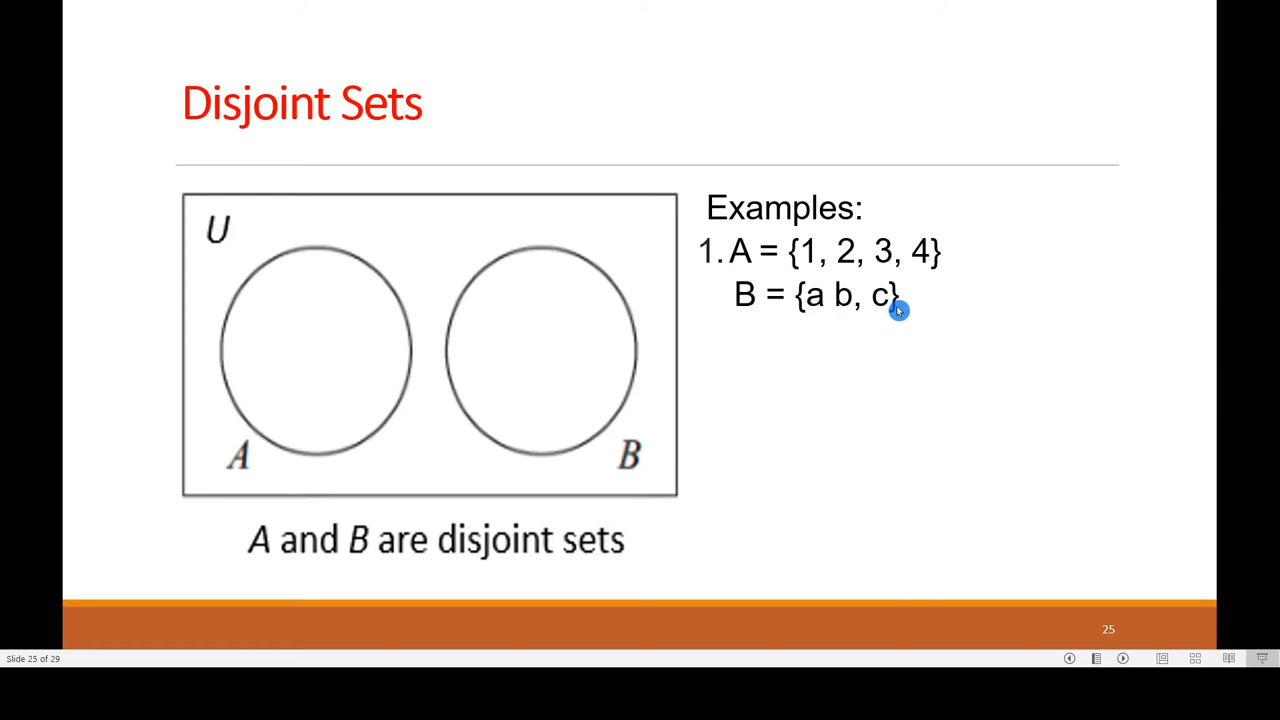 Disjoint Sets
U
A
B
A and B are disjoint sets
Examples:
1. A = {1, 2, 3, 4}
B = {a b, c}
25
Slide 25 of 29